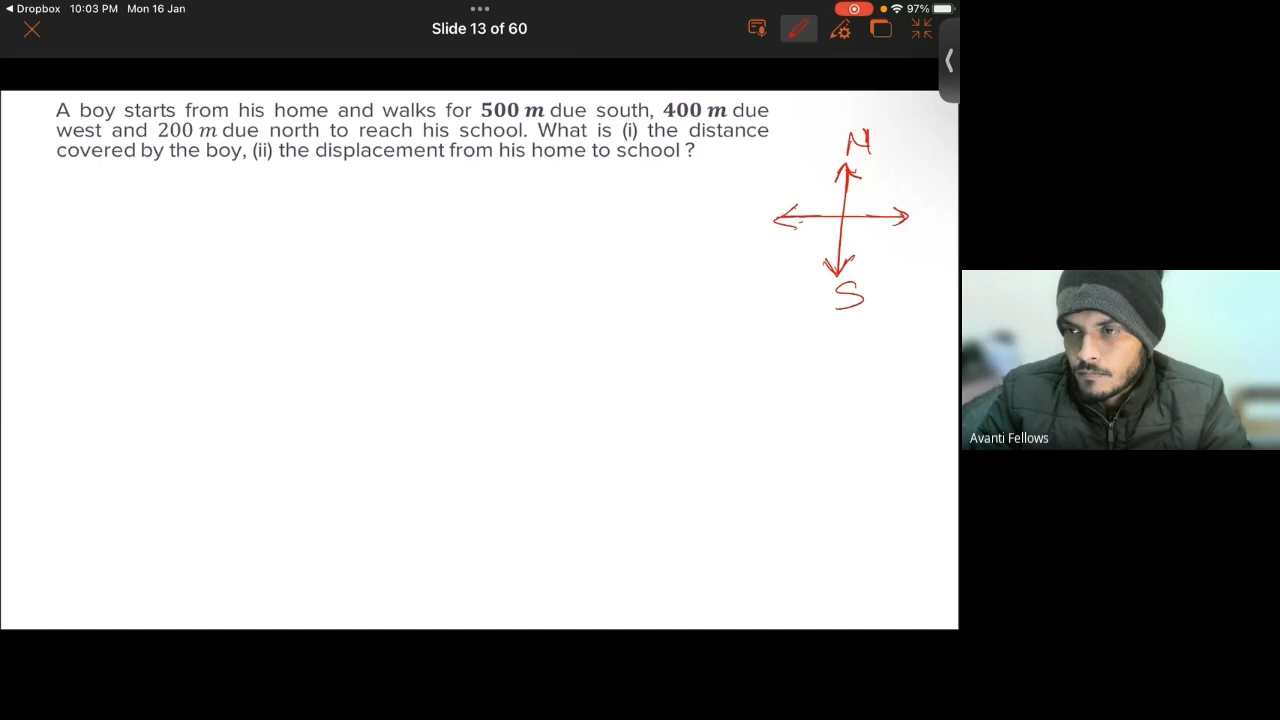 Dropbox 10:03 PM Mon 16 Jan
97%
Slide 13 of 60
A boy starts from his home and walks for 500 m due south, 400 m due
west and 200 m due north to reach his school. What is (i) the distance
covered by the boy, (ii) the displacement from his home to school ?
N
S
Avanti Fellows